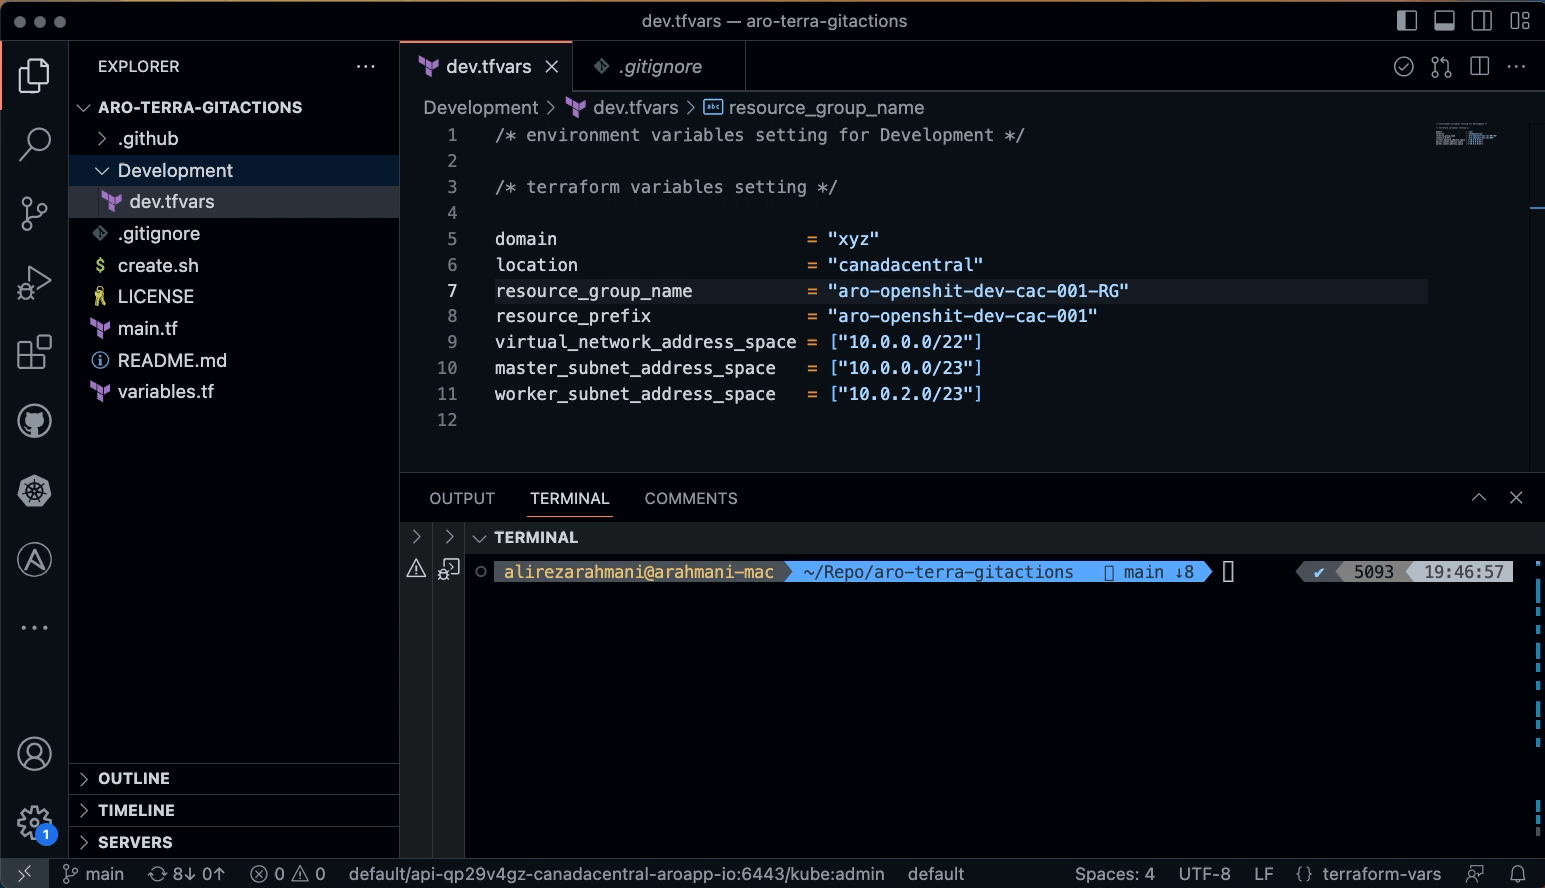 dev.tfvars — aro-terra-gitactions
EXPLORER
ARO-TERRA-GITACTIONS
.github
Development
dev.tfvars
.gitignore
$ create.sh
LICENSE
main.tf
README.md
variables.tf
OUTLINE
TIMELINE
SERVERS
1
dev.tfvars
.gitignore
Development > dev.tfvars > abc resource_group_name
1 /* environment variables setting for Development */
2
3 /* terraform variables setting */
4
5 domain = "xyz"
6 location = "canadacentral"
7 resource_group_name = "aro-openshit-dev-cac-001-RG"
8 resource_prefix = "aro-openshit-dev-cac-001"
9 virtual_network_address_space = ["10.0.0.0/22"]
10 master_subnet_address_space = ["10.0.0.0/23"]
11 worker_subnet_address_space = ["10.0.2.0/23"]
12
OUTPUT TERMINAL COMMENTS
TERMINAL
alirezarahmani@arahmani-mac ~/Repo/aro-terra-gitactions main ↓8 ✔ 5093 19:46:57
main 8↓ 0↑ 0 0 default/api-qp29v4gz-canadacentral-aroapp-io:6443/kube:admin default Spaces: 4 UTF-8 LF {} terraform-vars